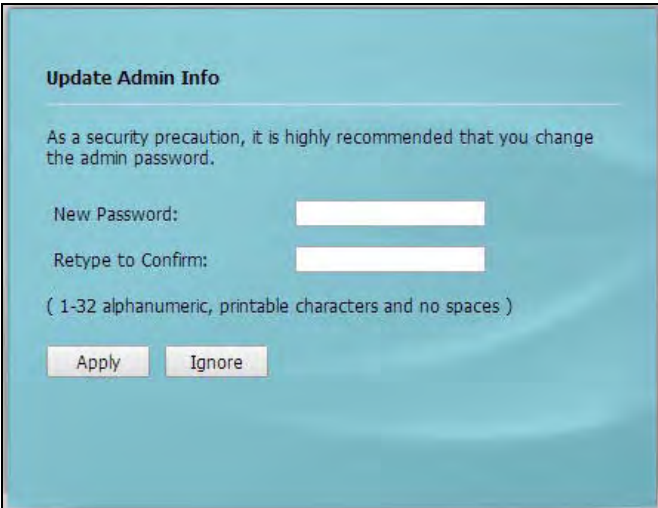 Update Admin Info
As a security precaution, it is highly recommended that you change
the admin password.
New Password:
Retype to Confirm:
( 1-32 alphanumeric, printable characters and no spaces )
Apply Ignore